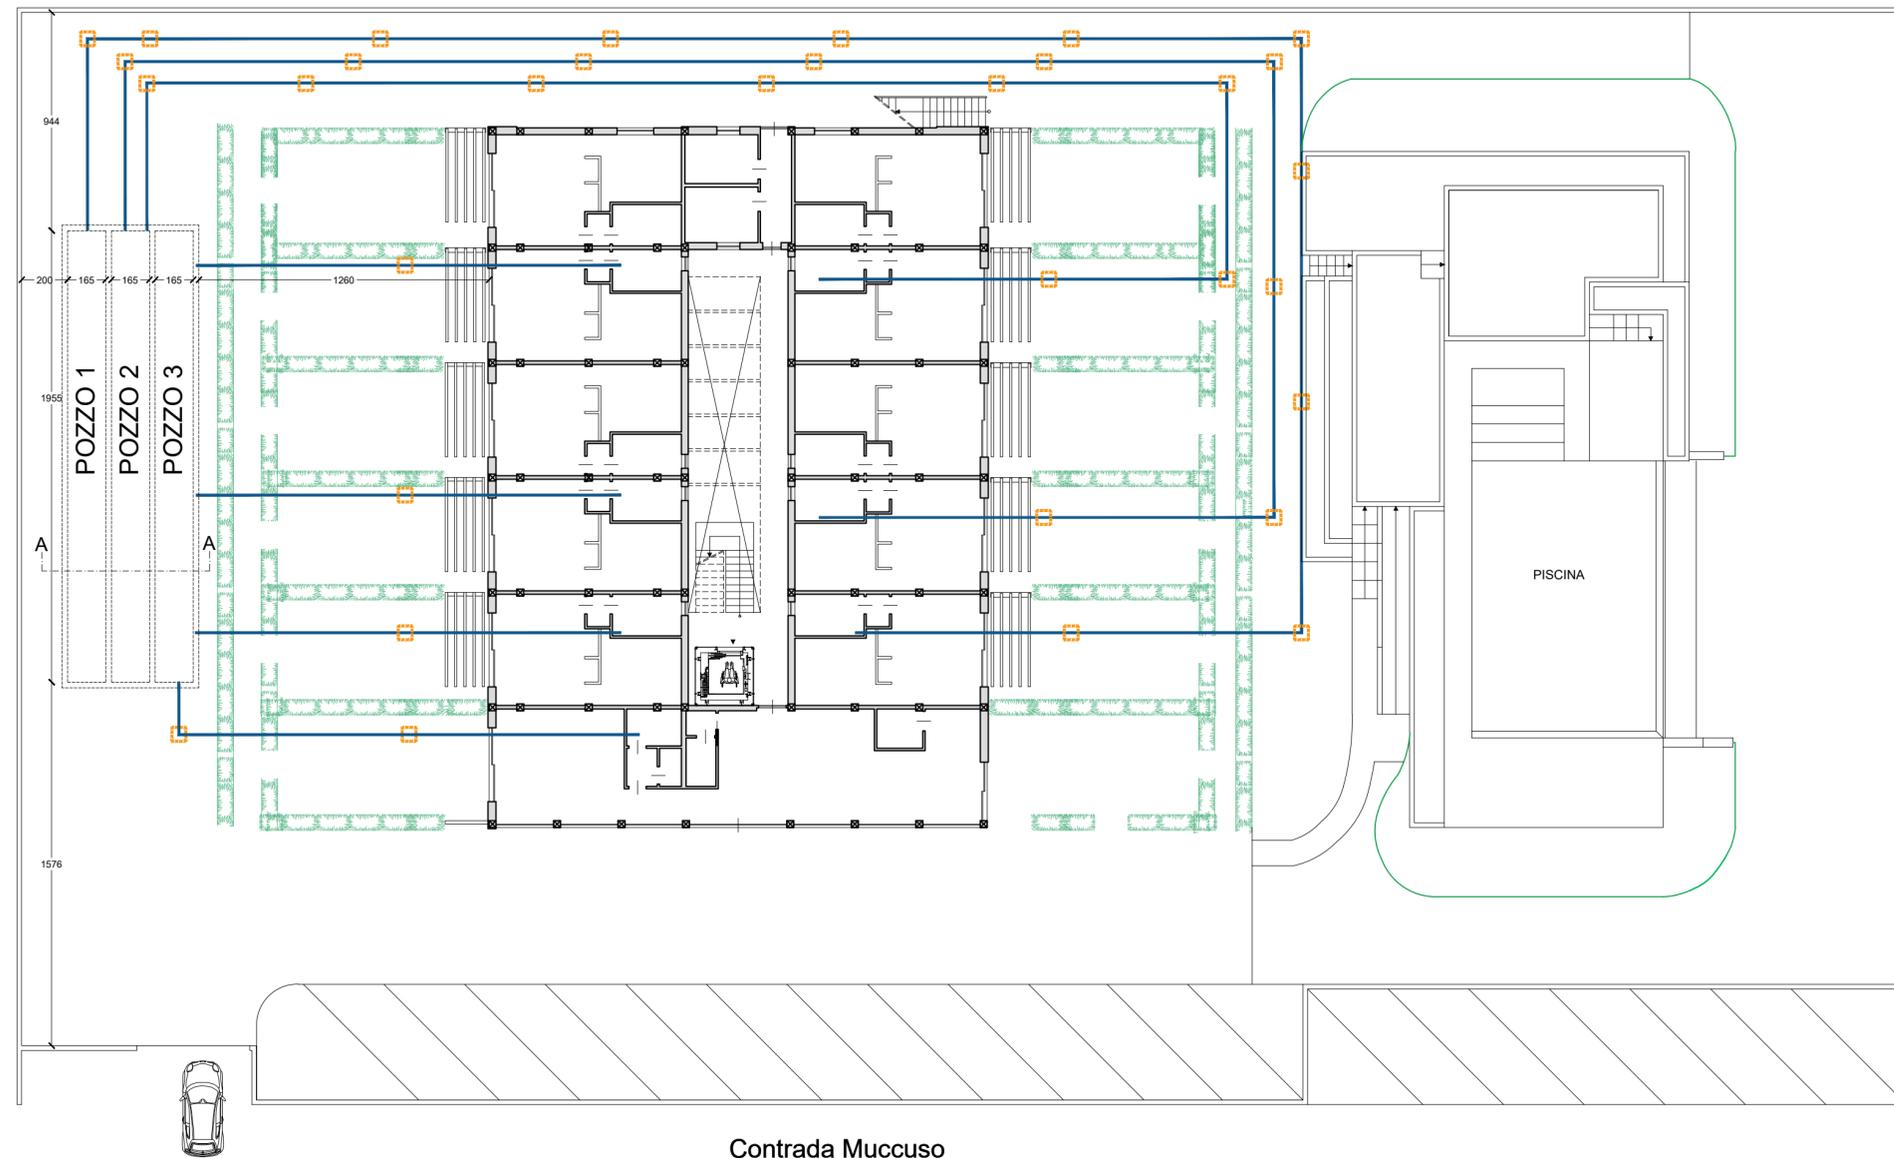 944
200
165
165
165
1260
POZZO 1
POZZO 2
POZZO 3
1955
A
A
PISCINA
1576
Contrada Muccuso